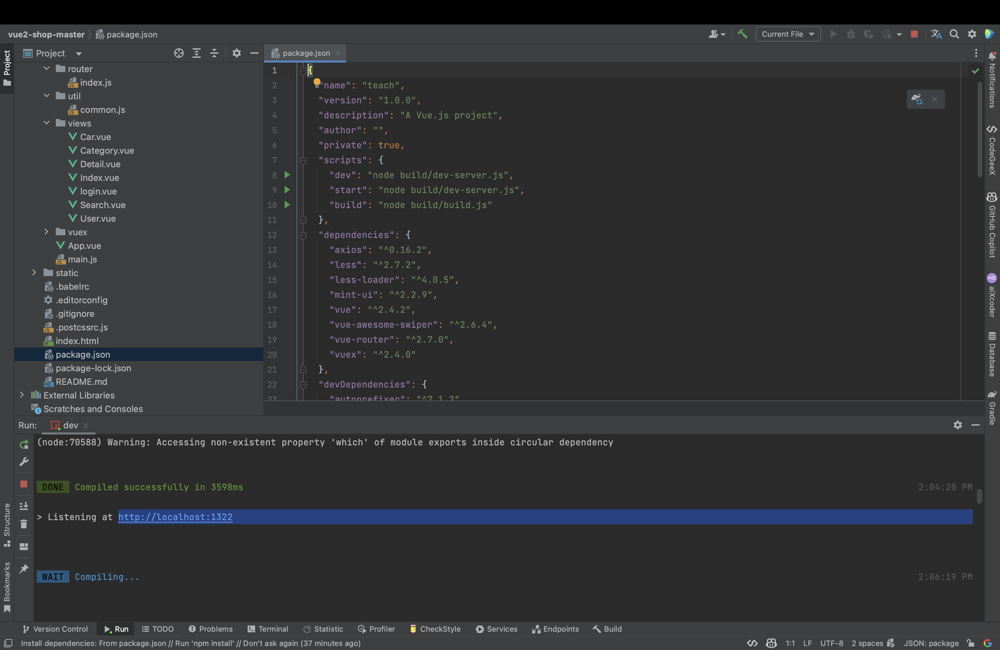 vue2-shop-master
package.json
Current File
Project
package.json
Project
router
index.js
util
common.js
views
Car.vue
Category.vue
Detail.vue
Index.vue
login.vue
Search.vue
User.vue
vuex
App.vue
main.js
static
.babelrc
.editorconfig
.gitignore
.postcssrc.js
index.html
package.json
package-lock.json
README.md
External Libraries
Scratches and Consoles
1 {
2 "name": "teach",
3 "version": "1.0.0",
4 "description": "A Vue.js project",
5 "author": "",
6 "private": true,
7 "scripts": {
8 "dev": "node build/dev-server.js",
9 "start": "node build/dev-server.js",
10 "build": "node build/build.js"
11 },
12 "dependencies": {
13 "axios": "^0.16.2",
14 "less": "^2.7.2",
15 "less-loader": "^4.0.5",
16 "mint-ui": "^2.2.9",
17 "vue": "^2.4.2",
18 "vue-awesome-swiper": "^2.6.4",
19 "vue-router": "^2.7.0",
20 "vuex": "^2.4.0"
21 },
22 "devDependencies": {
23 "autoprefixer": "^7.1.2"
Notifications
CodeGeeX
GitHub Copilot
aiXcoder
Database
Gradle
Run: dev
(node:70588) Warning: Accessing non-existent property 'which' of module exports inside circular dependency
DONE Compiled successfully in 3598ms 2:04:20 PM
> Listening at http://localhost:1322
WAIT Compiling... 2:06:19 PM
Structure
Bookmarks
Version Control Run TODO Problems Terminal Statistic Profiler CheckStyle Services Endpoints Build
Install dependencies: From package.json // Run 'npm install' // Don't ask again (37 minutes ago) 1:1 LF UTF-8 2 spaces JSON: package